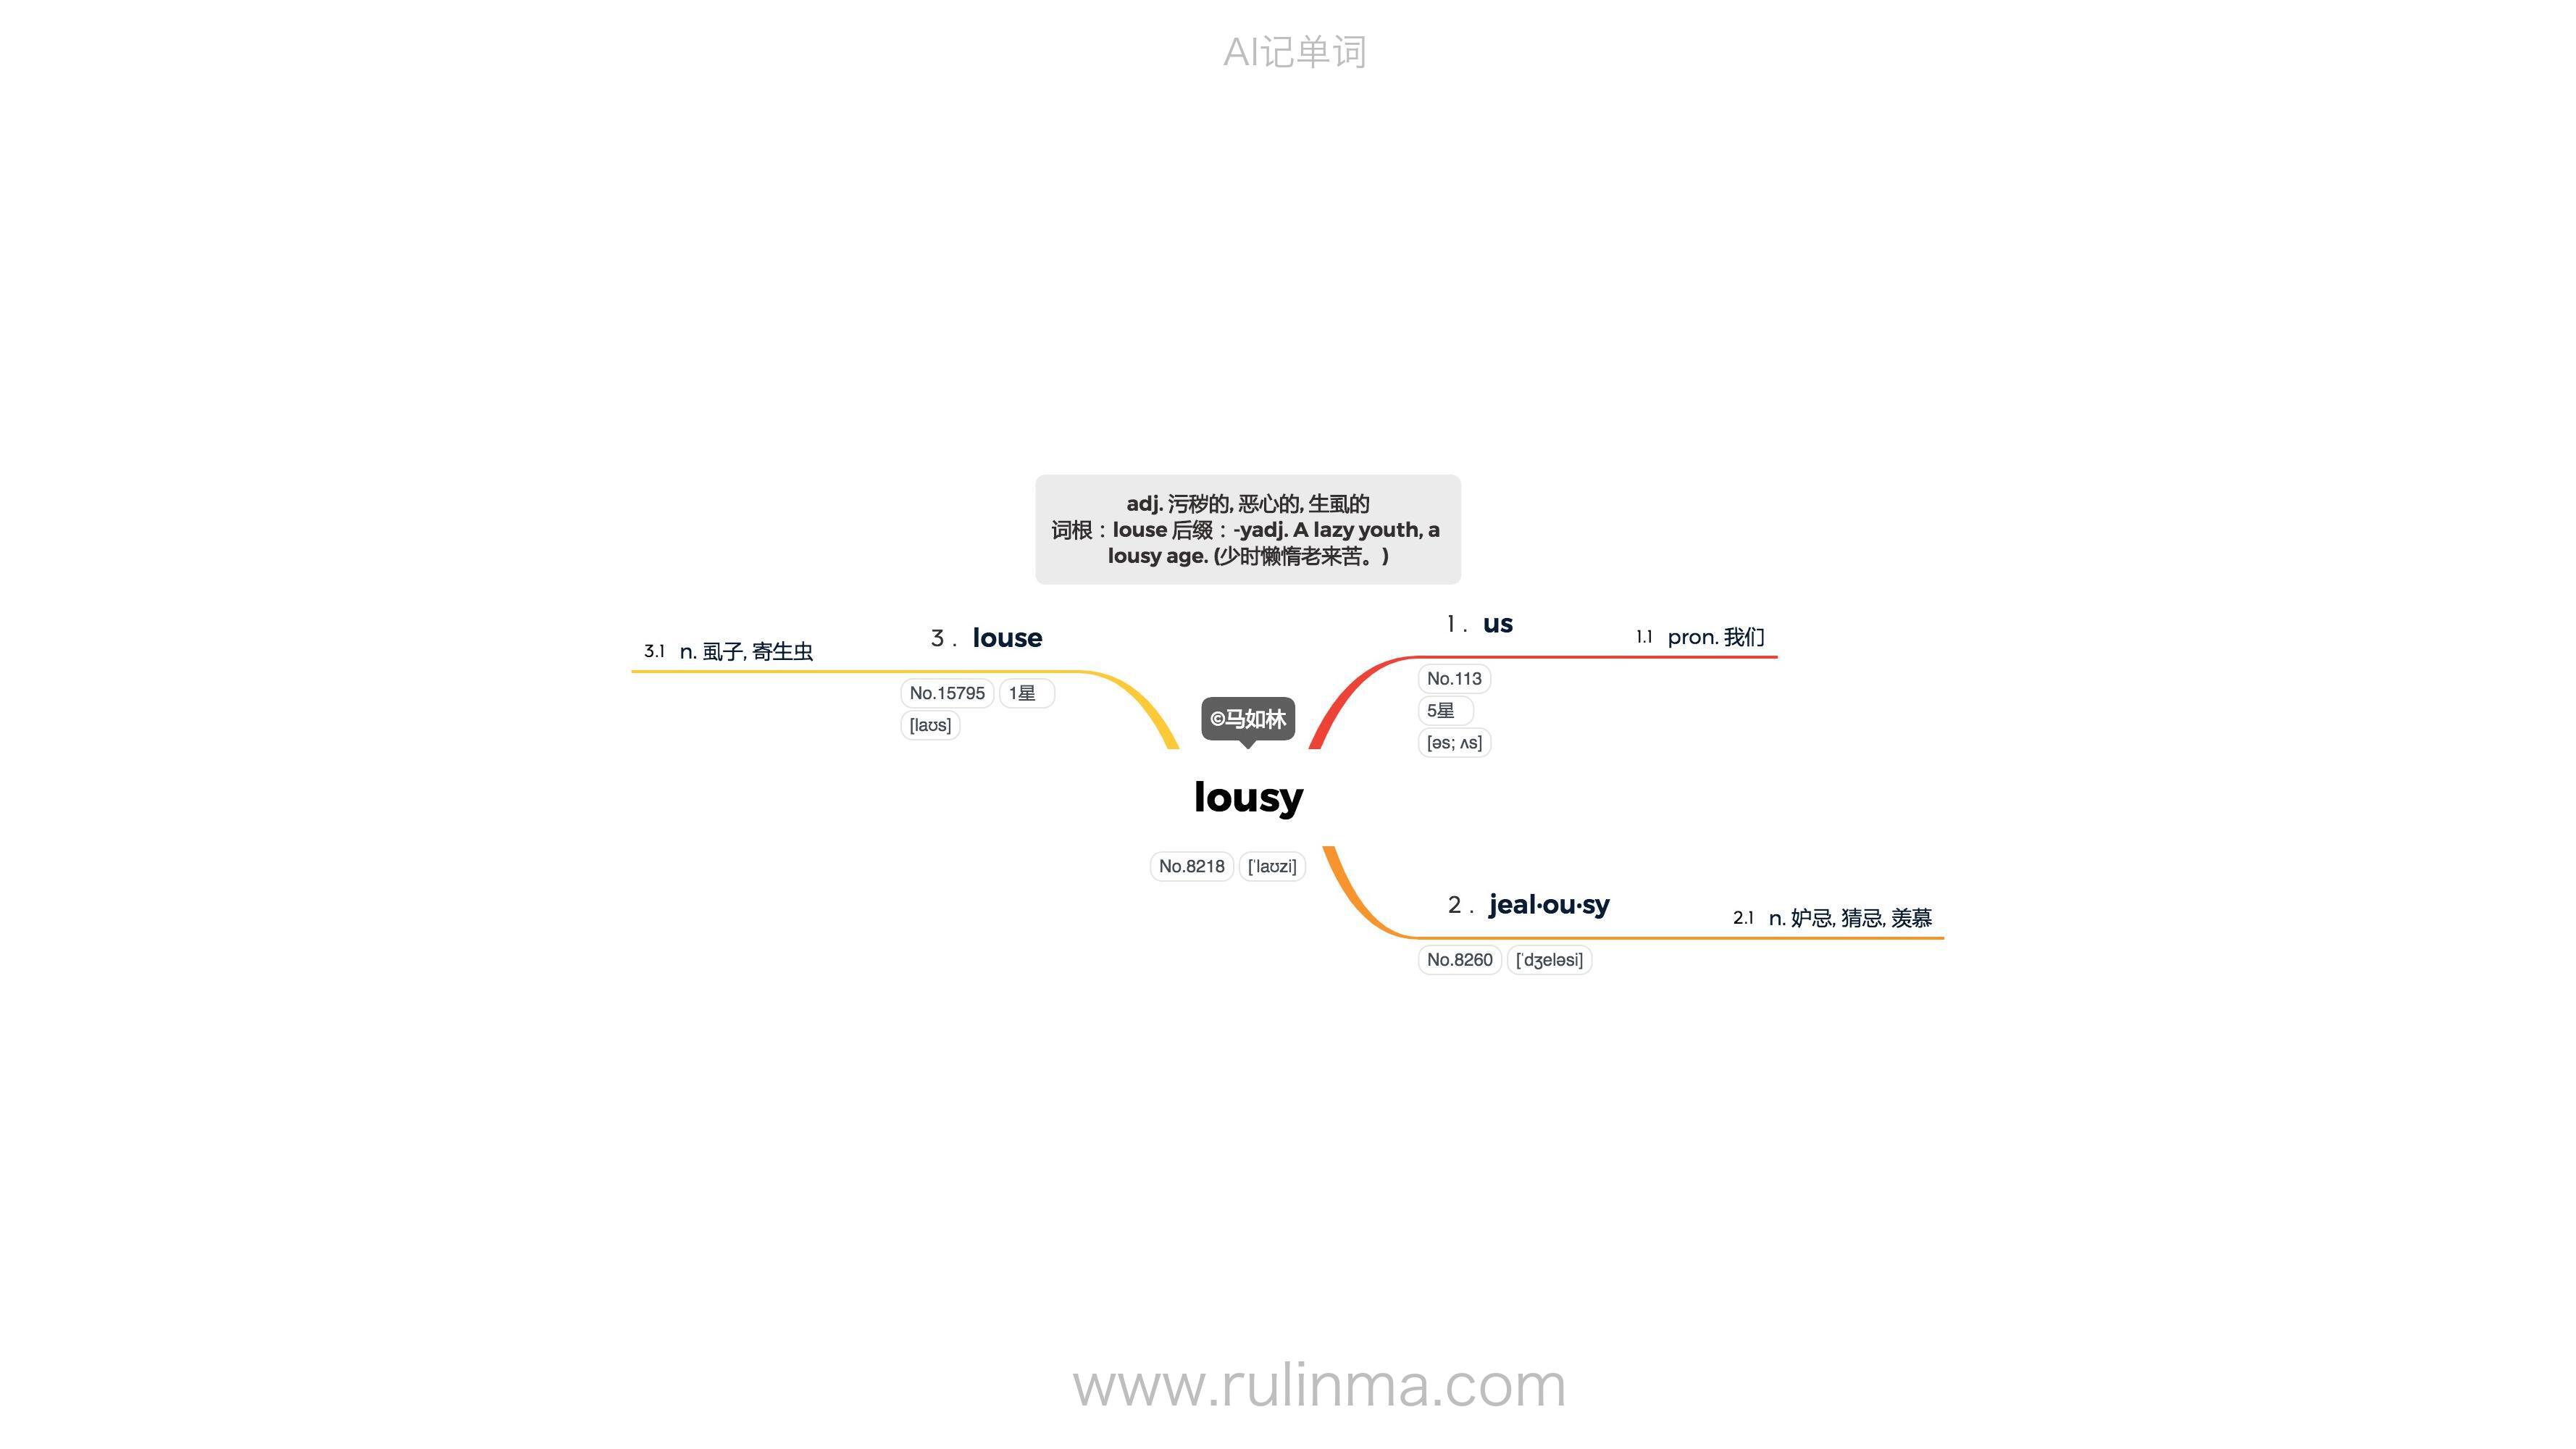 AI记单词
adj. 污秽的, 恶心的, 生虱的
词根：louse 后缀：-yadj. A lazy youth, a
lousy age. (少时懒惰老来苦。)
1. us
1.1 pron. 我们
No.113
5星
[əs; ʌs]
3. louse
3.1 n. 虱子, 寄生虫
No.15795 1星
[laʊs]
©马如林
lousy
No.8218 [ˈlaʊzi]
2. jeal·ou·sy
2.1 n. 妒忌, 猜忌, 羡慕
No.8260 [ˈdʒeləsi]
www.rulinma.com